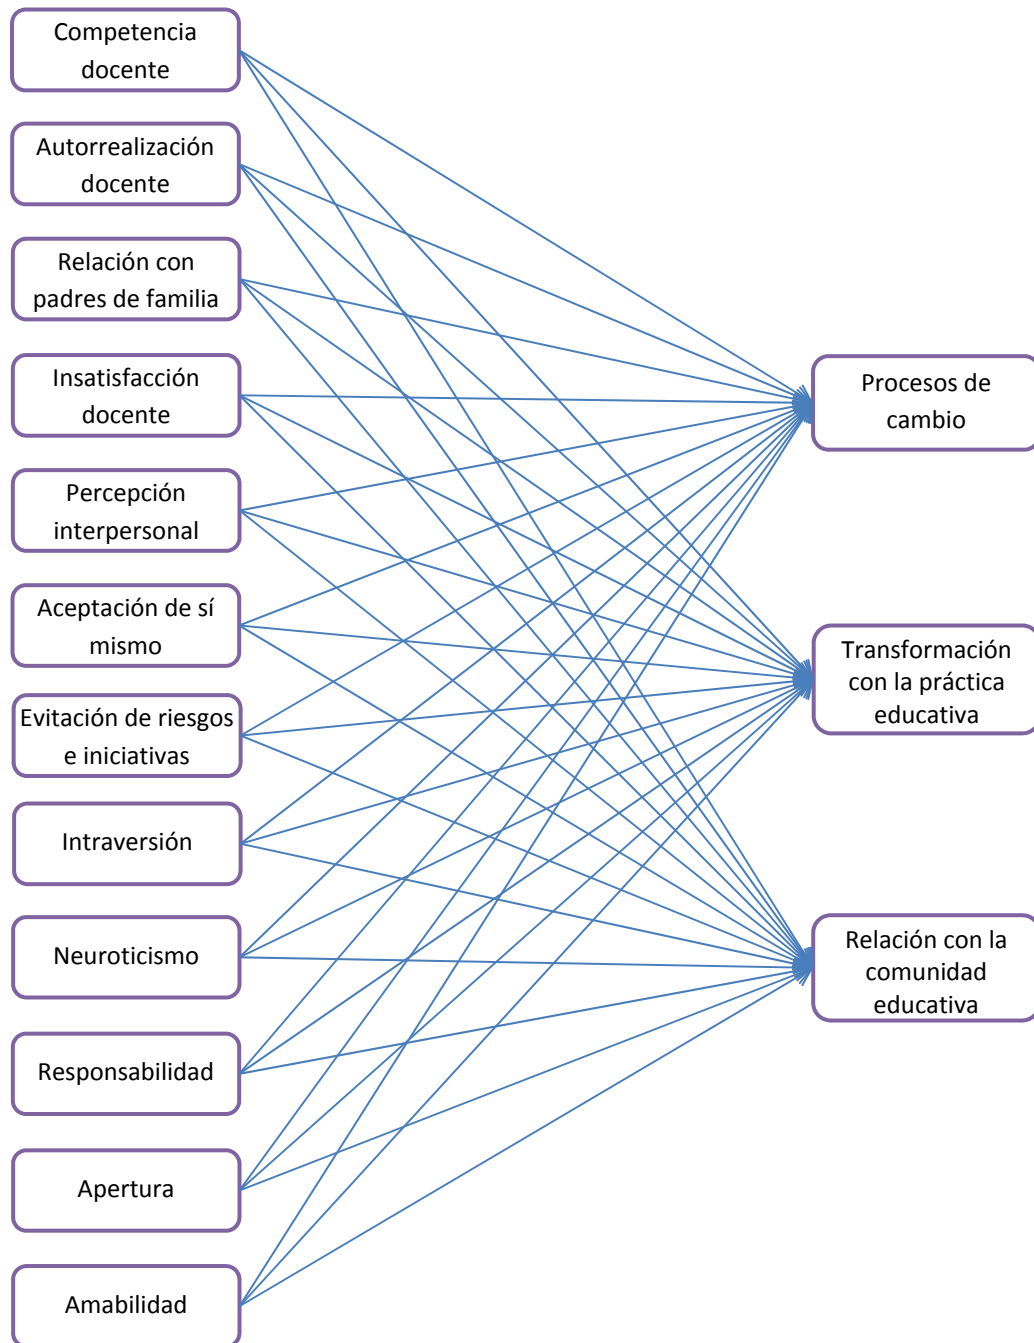 Competencia
docente
Autorrealización
docente
Relación con
padres de familia
Insatisfacción
docente
Percepción
interpersonal
Aceptación de sí
mismo
Evitación de riesgos
e iniciativas
Intraversión
Neuroticismo
Responsabilidad
Apertura
Amabilidad
Procesos de
cambio
Transformación
con la práctica
educativa
Relación con la
comunidad
educativa